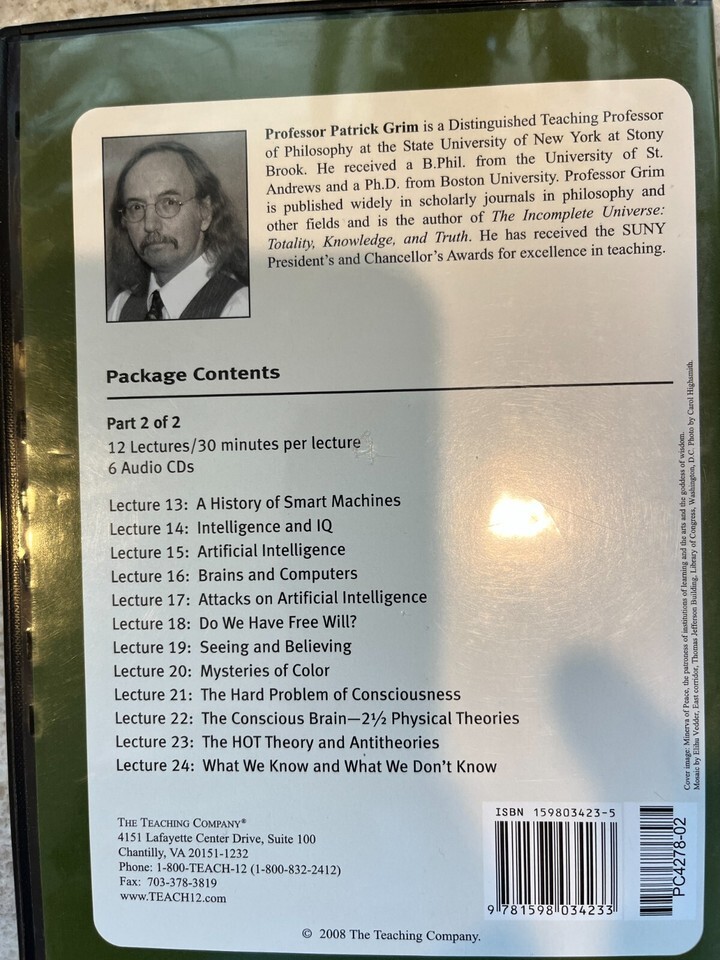 Professor Patrick Grim is a Distinguished Teaching Professor
of Philosophy at the State University of New York at Stony
Brook. He received a B.Phil. from the University of St.
Andrews and a Ph.D. from Boston University. Professor Grim
is published widely in scholarly journals in philosophy and
other fields and is the author of The Incomplete Universe:
Totality, Knowledge, and Truth. He has received the SUNY
President's and Chancellor's Awards for excellence in teaching.
Package Contents
Part 2 of 2
12 Lectures/30 minutes per lecture
6 Audio CDs
Lecture 13: A History of Smart Machines
Lecture 14: Intelligence and IQ
Lecture 15: Artificial Intelligence
Lecture 16: Brains and Computers
Lecture 17: Attacks on Artificial Intelligence
Lecture 18: Do We Have Free Will?
Lecture 19: Seeing and Believing
Lecture 20: Mysteries of Color
Lecture 21: The Hard Problem of Consciousness
Lecture 22: The Conscious Brain—2½ Physical Theories
Lecture 23: The HOT Theory and Antitheories
Lecture 24: What We Know and What We Don't Know
Cover image: Minerva of Peace, the patroness of institutions of learning and the arts and the goddess of wisdom.
Mosaic by Elihu Vedder, East corridor, Thomas Jefferson Building, Library of Congress, Washington, D.C. Photo by Carol Highsmith.
THE TEACHING COMPANY®
4151 Lafayette Center Drive, Suite 100
Chantilly, VA 20151-1232
Phone: 1-800-TEACH-12 (1-800-832-2412)
Fax: 703-378-3819
www.TEACH12.com
ISBN 159803423-5
9 781598 034233
PC4278-02
© 2008 The Teaching Company.